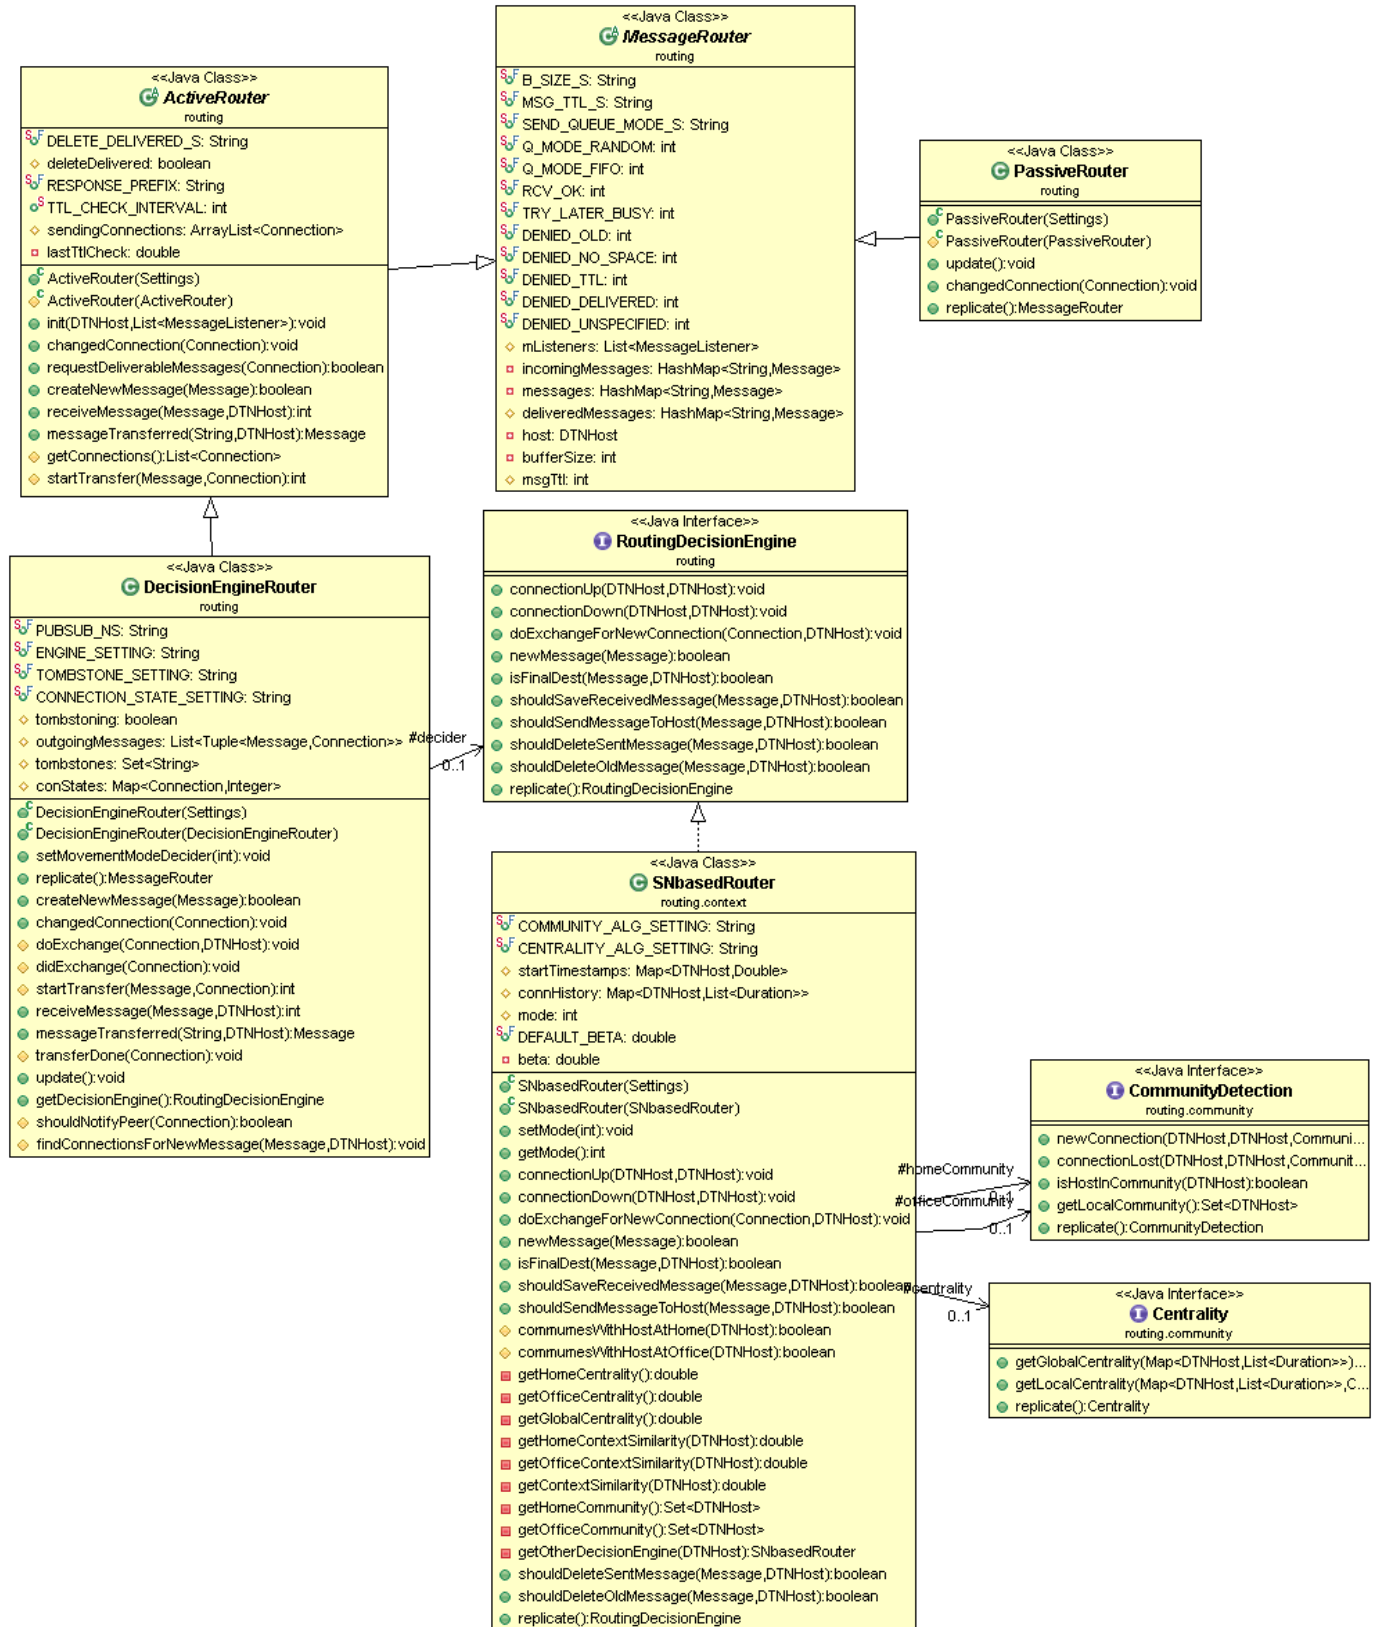 <<Java Class>>
MessageRouter
routing
B_SIZE_S: String
MSG_TTL_S: String
SEND_QUEUE_MODE_S: String
Q_MODE_RANDOM: int
Q_MODE_FIFO: int
RCV_OK: int
TRY_LATER_BUSY: int
DENIED_OLD: int
DENIED_NO_SPACE: int
DENIED_TTL: int
DENIED_DELIVERED: int
DENIED_UNSPECIFIED: int
mListeners: List<MessageListener>
incomingMessages: HashMap<String,Message>
messages: HashMap<String,Message>
deliveredMessages: HashMap<String,Message>
host: DTNHost
bufferSize: int
msgTtl: int
<<Java Class>>
ActiveRouter
routing
DELETE_DELIVERED_S: String
deleteDelivered: boolean
RESPONSE_PREFIX: String
TTL_CHECK_INTERVAL: int
sendingConnections: ArrayList<Connection>
lastTtlCheck: double
ActiveRouter(Settings)
ActiveRouter(ActiveRouter)
init(DTNHost,List<MessageListener>):void
changedConnection(Connection):void
requestDeliverableMessages(Connection):boolean
createNewMessage(Message):boolean
receiveMessage(Message,DTNHost):int
messageTransferred(String,DTNHost):Message
getConnections():List<Connection>
startTransfer(Message,Connection):int
<<Java Class>>
PassiveRouter
routing
PassiveRouter(Settings)
PassiveRouter(PassiveRouter)
update():void
changedConnection(Connection):void
replicate():MessageRouter
<<Java Class>>
DecisionEngineRouter
routing
PUBSUB_NS: String
ENGINE_SETTING: String
TOMBSTONE_SETTING: String
CONNECTION_STATE_SETTING: String
tombstoning: boolean
outgoingMessages: List<Tuple<Message,Connection>>
tombstones: Set<String>
conStates: Map<Connection,Integer>
DecisionEngineRouter(Settings)
DecisionEngineRouter(DecisionEngineRouter)
setMovementModeDecider(int):void
replicate():MessageRouter
createNewMessage(Message):boolean
changedConnection(Connection):void
doExchange(Connection,DTNHost):void
didExchange(Connection):void
startTransfer(Message,Connection):int
receiveMessage(Message,DTNHost):int
messageTransferred(String,DTNHost):Message
transferDone(Connection):void
update():void
getDecisionEngine():RoutingDecisionEngine
shouldNotifyPeer(Connection):boolean
findConnectionsForNewMessage(Message,DTNHost):void
#decider
0..1
<<Java Interface>>
RoutingDecisionEngine
routing
connectionUp(DTNHost,DTNHost):void
connectionDown(DTNHost,DTNHost):void
doExchangeForNewConnection(Connection,DTNHost):void
newMessage(Message):boolean
isFinalDest(Message,DTNHost):boolean
shouldSaveReceivedMessage(Message,DTNHost):boolean
shouldSendMessageToHost(Message,DTNHost):boolean
shouldDeleteSentMessage(Message,DTNHost):boolean
shouldDeleteOldMessage(Message,DTNHost):boolean
replicate():RoutingDecisionEngine
<<Java Class>>
SNbasedRouter
routing.context
COMMUNITY_ALG_SETTING: String
CENTRALITY_ALG_SETTING: String
startTimestamps: Map<DTNHost,Double>
connHistory: Map<DTNHost,List<Duration>>
mode: int
DEFAULT_BETA: double
beta: double
SNbasedRouter(Settings)
SNbasedRouter(SNbasedRouter)
setMode(int):void
getMode():int
connectionUp(DTNHost,DTNHost):void
connectionDown(DTNHost,DTNHost):void
doExchangeForNewConnection(Connection,DTNHost):void
newMessage(Message):boolean
isFinalDest(Message,DTNHost):boolean
shouldSaveReceivedMessage(Message,DTNHost):boolean
shouldSendMessageToHost(Message,DTNHost):boolean
commumesWithHostAtHome(DTNHost):boolean
commumesWithHostAtOffice(DTNHost):boolean
getHomeCentrality():double
getOfficeCentrality():double
getGlobalCentrality():double
getHomeContextSimilarity(DTNHost):double
getOfficeContextSimilarity(DTNHost):double
getContextSimilarity(DTNHost):double
getHomeCommunity():Set<DTNHost>
getOfficeCommunity():Set<DTNHost>
getOtherDecisionEngine(DTNHost):SNbasedRouter
shouldDeleteSentMessage(Message,DTNHost):boolean
shouldDeleteOldMessage(Message,DTNHost):boolean
replicate():RoutingDecisionEngine
#homeCommunity
0..1
#officeCommunity
0..1
#centrality
0..1
<<Java Interface>>
CommunityDetection
routing.community
newConnection(DTNHost,DTNHost,Communi...
connectionLost(DTNHost,DTNHost,Communit...
isHostInCommunity(DTNHost):boolean
getLocalCommunity():Set<DTNHost>
replicate():CommunityDetection
<<Java Interface>>
Centrality
routing.community
getGlobalCentrality(Map<DTNHost,List<Duration>>)...
getLocalCentrality(Map<DTNHost,List<Duration>>,C...
replicate():Centrality